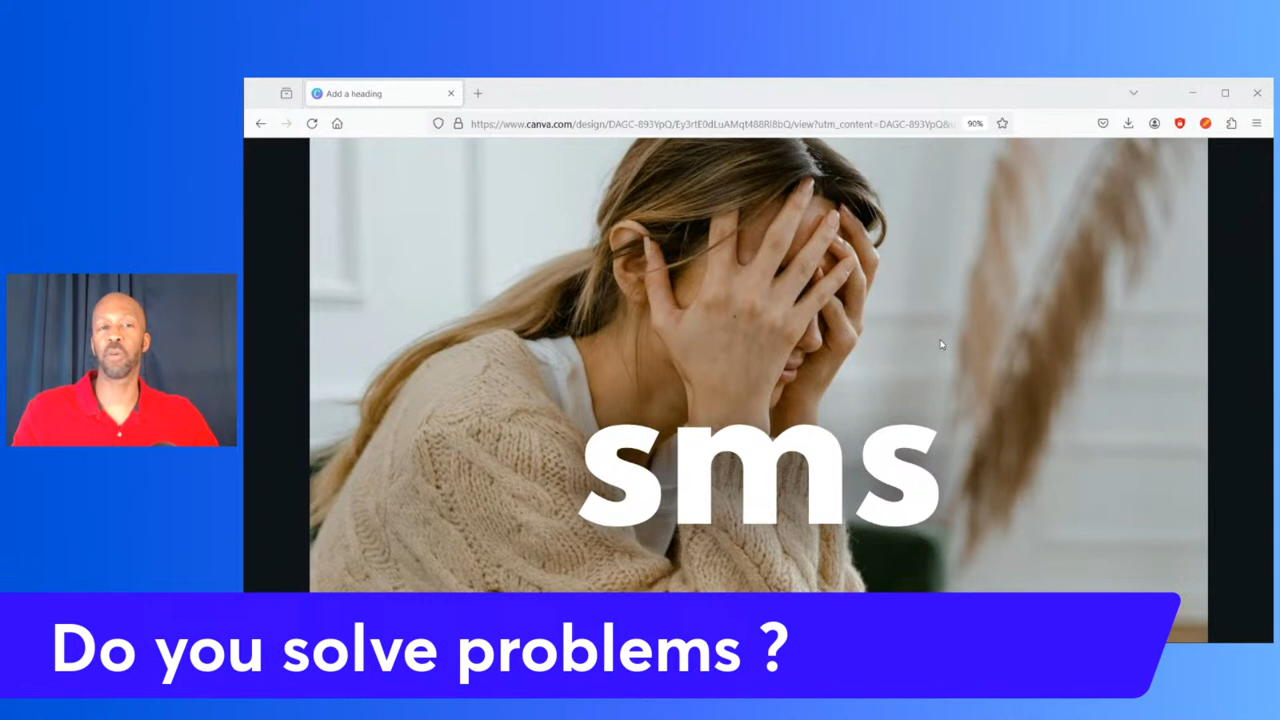 Add a heading
https://www.canva.com/design/DAGC-893YpQ/Ey3rtE0dLuAMqt488Rl8bQ/view?utm_content=DAGC-893YpQ&
90%
sms
Do you solve problems ?